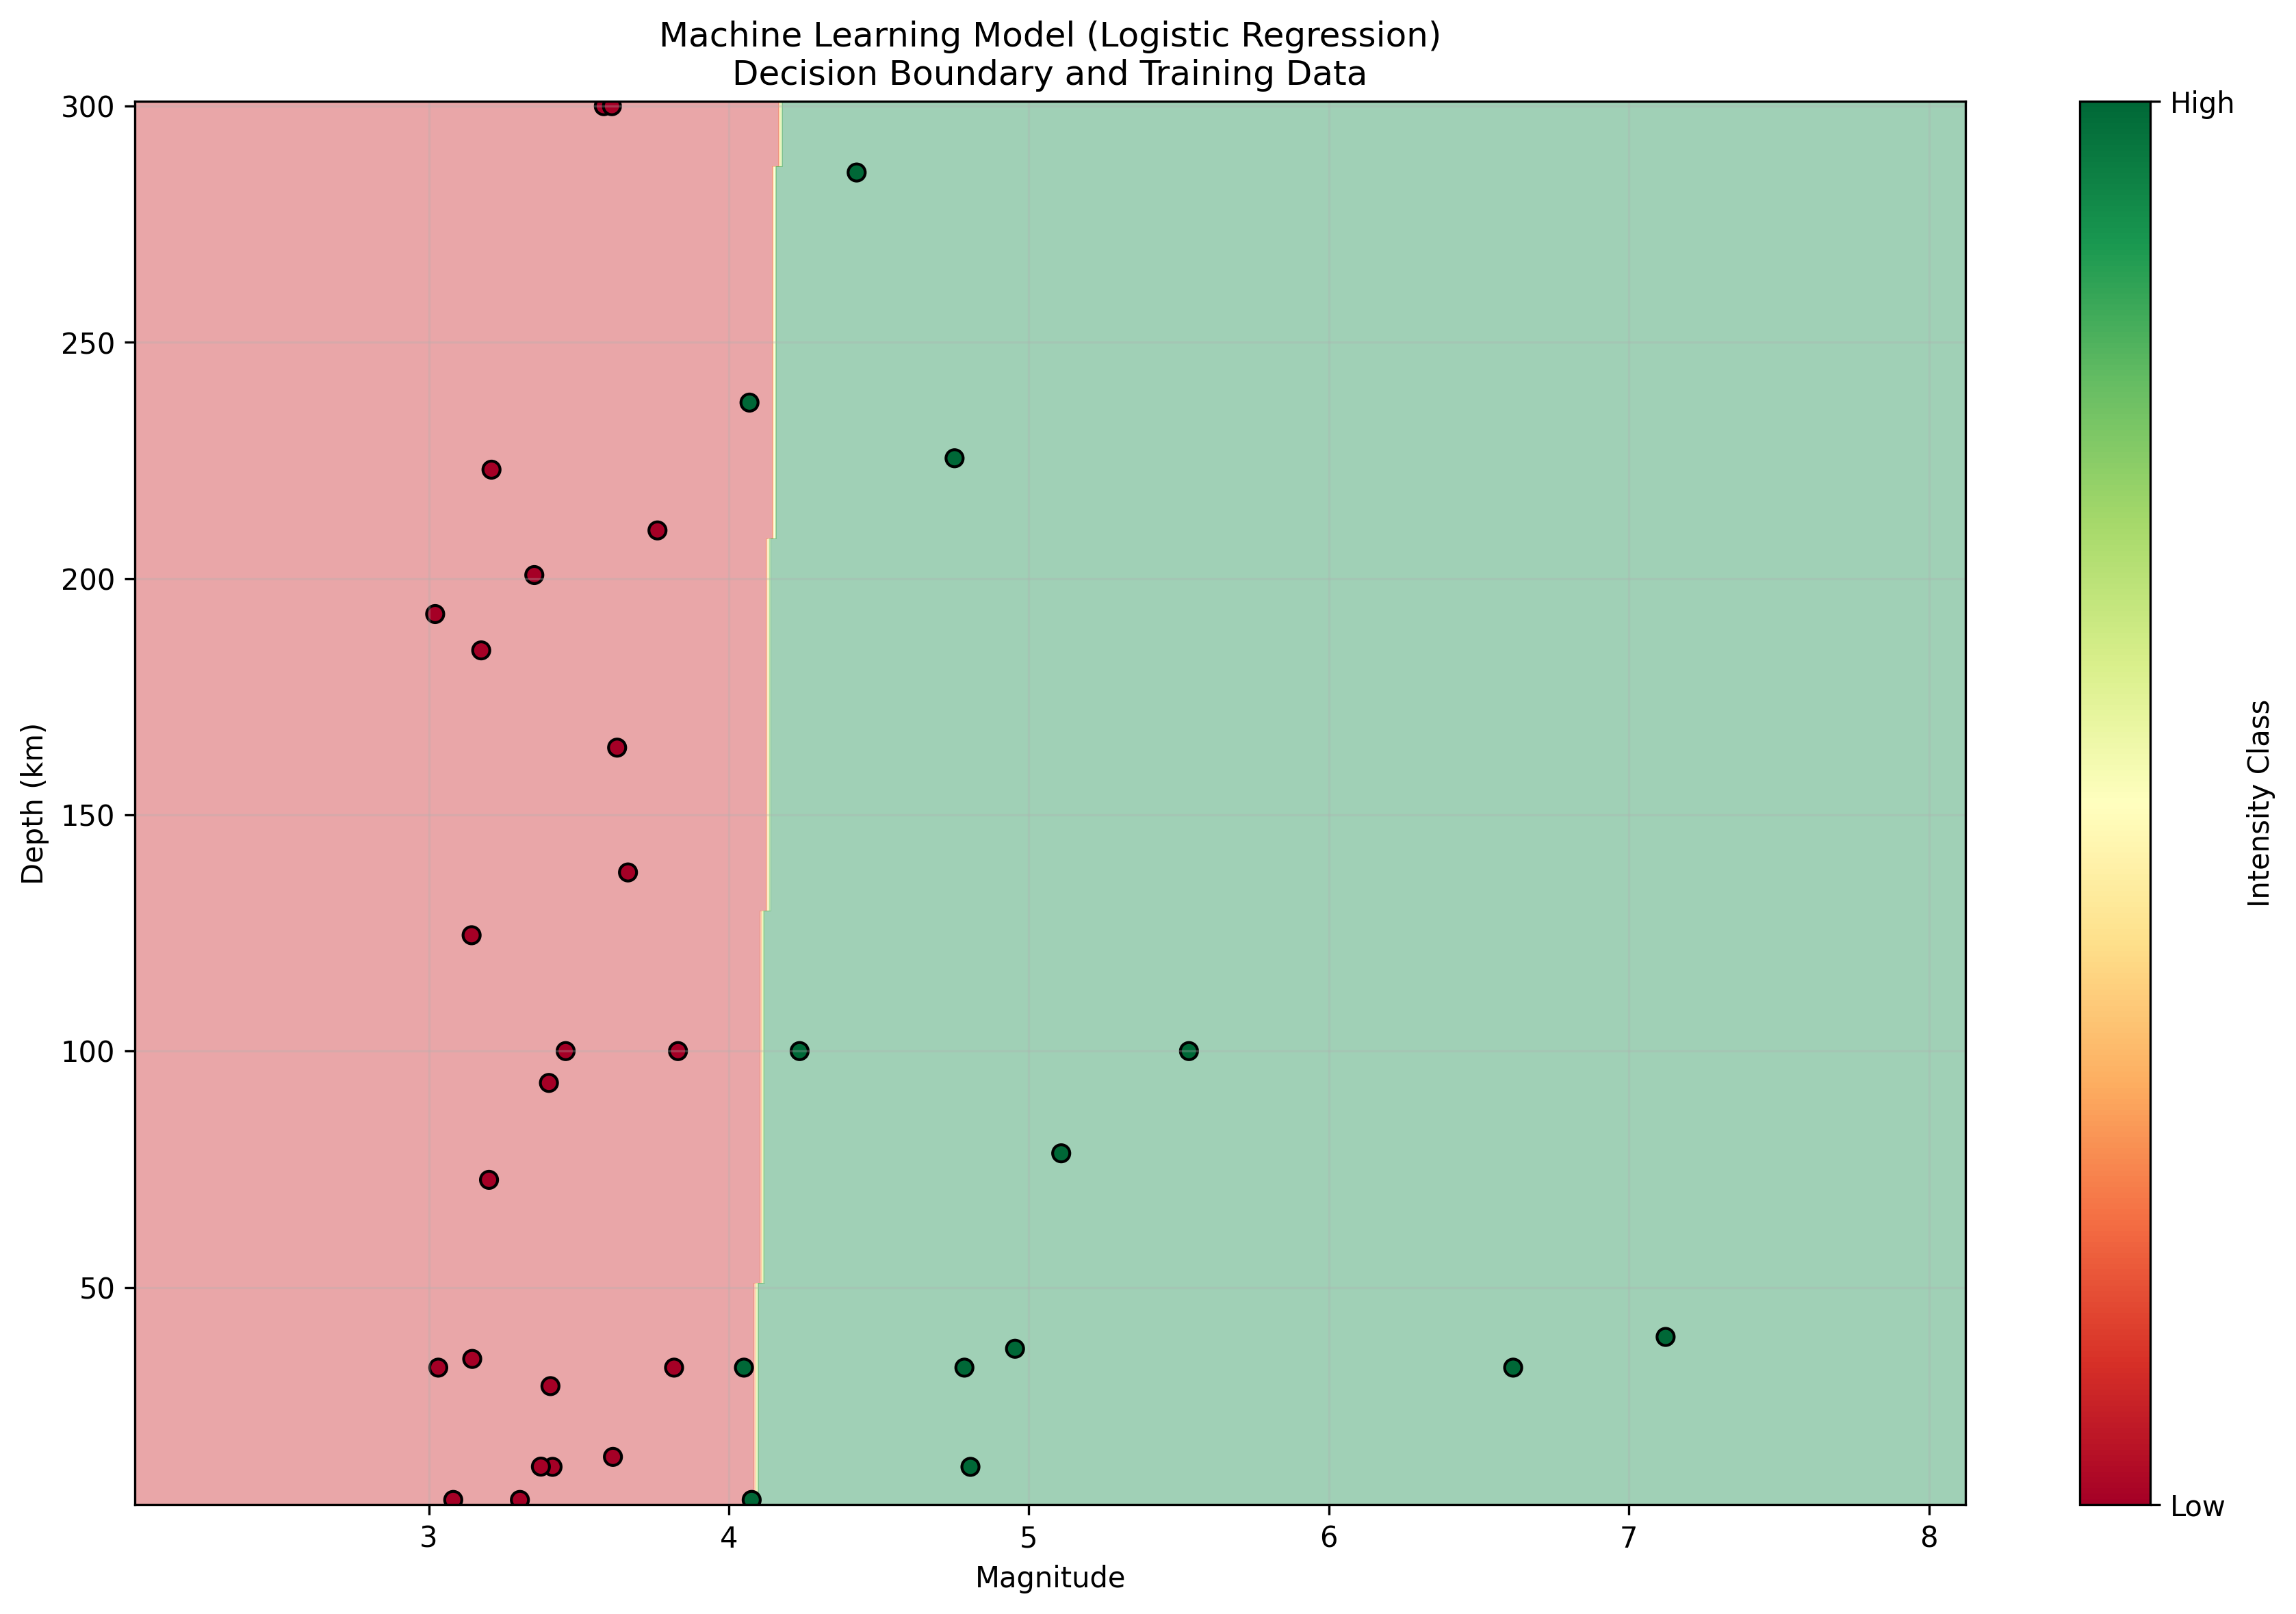 Machine Learning Model (Logistic Regression)
Decision Boundary and Training Data
300
250
200
150
100
50
Depth (km)
3
4
5
6
7
8
Magnitude
High
Low
Intensity Class